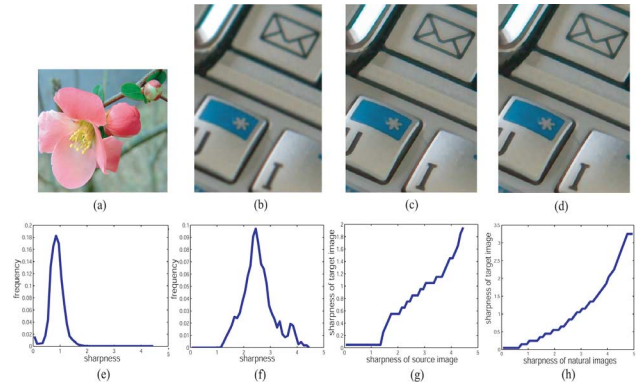 (a)
(b)
(c)
(d)
U
I
U
I
U
I
frequency
0.2
0.18
0.16
0.14
0.12
0.1
0.08
0.06
0.04
0.02
0
0 1 2 3 4 5
sharpness
(e)
frequency
0.1
0.09
0.08
0.07
0.06
0.05
0.04
0.03
0.02
0.01
0
0 1 2 3 4 5
sharpness
(f)
sharpness of target image
2
1.8
1.6
1.4
1.2
1
0.8
0.6
0.4
0.2
0
0 1 2 3 4 5
sharpness of source image
(g)
sharpness of target image
3.5
3
2.5
2
1.5
1
0.5
0
0 1 2 3 4 5
sharpness of natural images
(h)